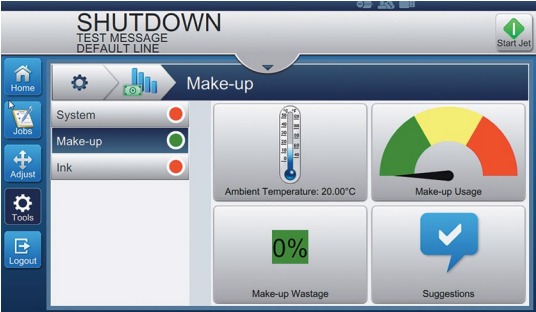 SHUTDOWN
TEST MESSAGE
DEFAULT LINE
Start Jet
Home
Jobs
Adjust
Tools
Logout
Make-up
System
Make-up
Ink
Ambient Temperature: 20.00°C
Make-up Usage
0%
Make-up Wastage
Suggestions